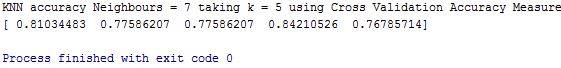 KNN accuracy Neighbours = 7 taking k = 5 using Cross Validation Accuracy Measure
[ 0.81034483  0.77586207  0.77586207  0.84210526  0.76785714]
Process finished with exit code 0